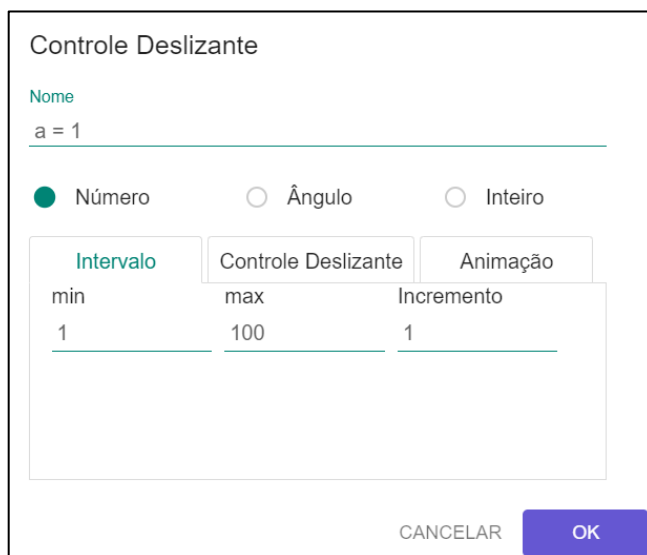 Controle Deslizante
Nome
a = 1
Número Ângulo Inteiro
Intervalo Controle Deslizante Animação
min max Incremento
1 100 1
CANCELAR OK